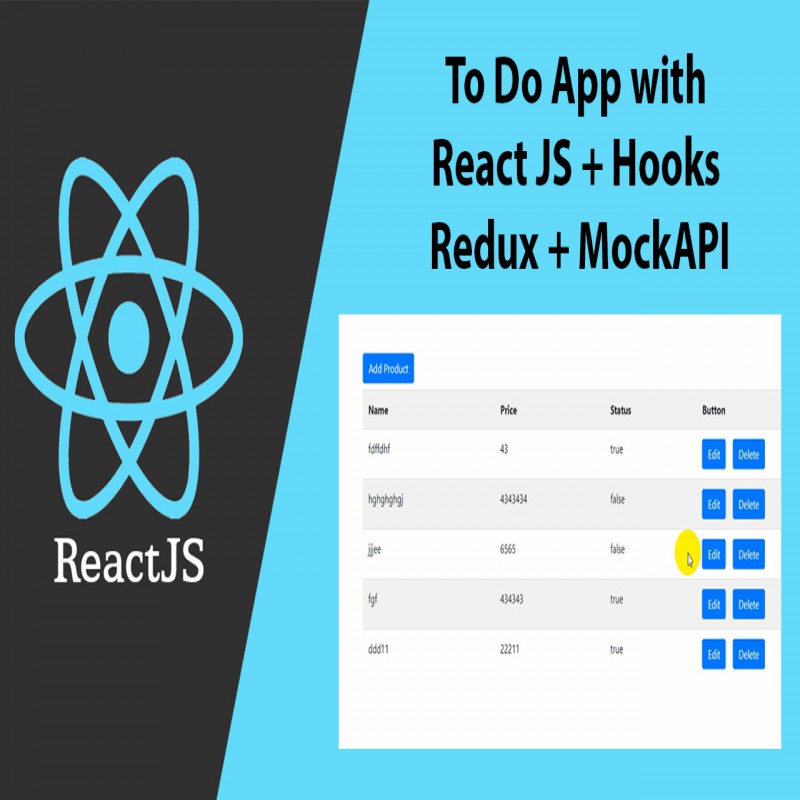 To Do App with
React JS + Hooks
Redux + MockAPI
ReactJS
Add Product
Name Price Status Button
fdffdhf 43 true Edit Delete
hghghghgj 4343434 false Edit Delete
jjjee 6565 false Edit Delete
fgf 434343 true Edit Delete
ddd11 22211 true Edit Delete